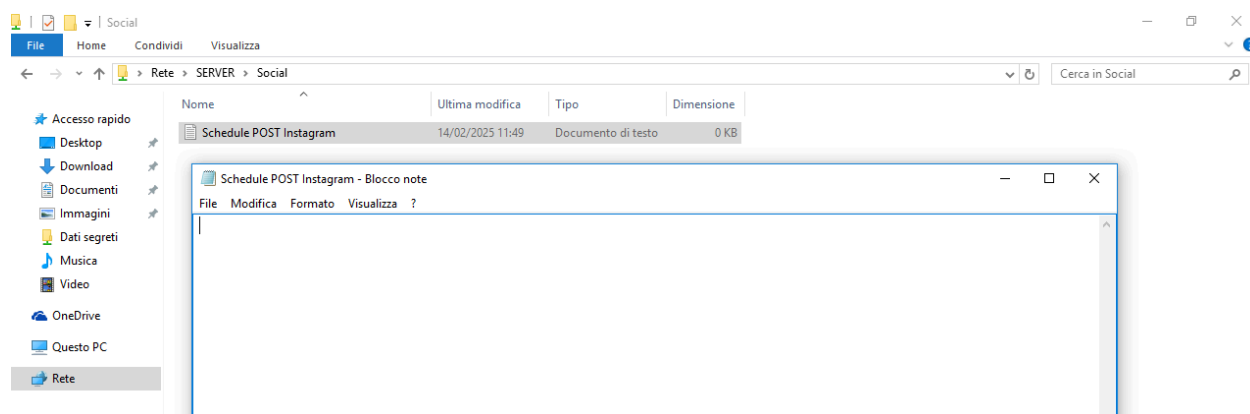 Social
File Home Condividi Visualizza
Rete > SERVER > Social
Cerca in Social
Nome Ultima modifica Tipo Dimensione
Accesso rapido
Schedule POST Instagram 14/02/2025 11:49 Documento di testo 0 KB
Desktop
Download
Documenti
Immagini
Dati segreti
Musica
Video
OneDrive
Questo PC
Rete
Schedule POST Instagram - Blocco note
File Modifica Formato Visualizza ?